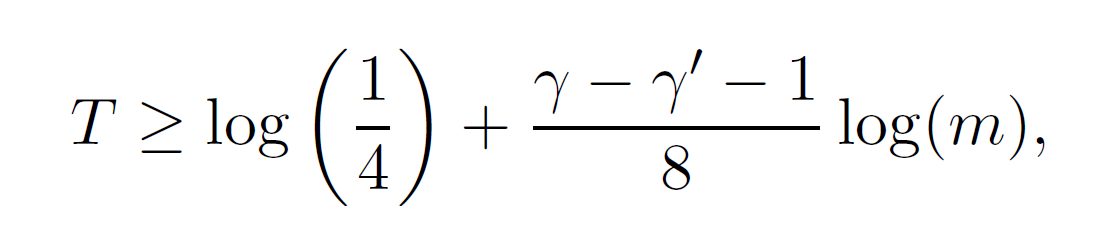 T ≥ log(1/4) + (γ − γ′ − 1)/8 log(m),